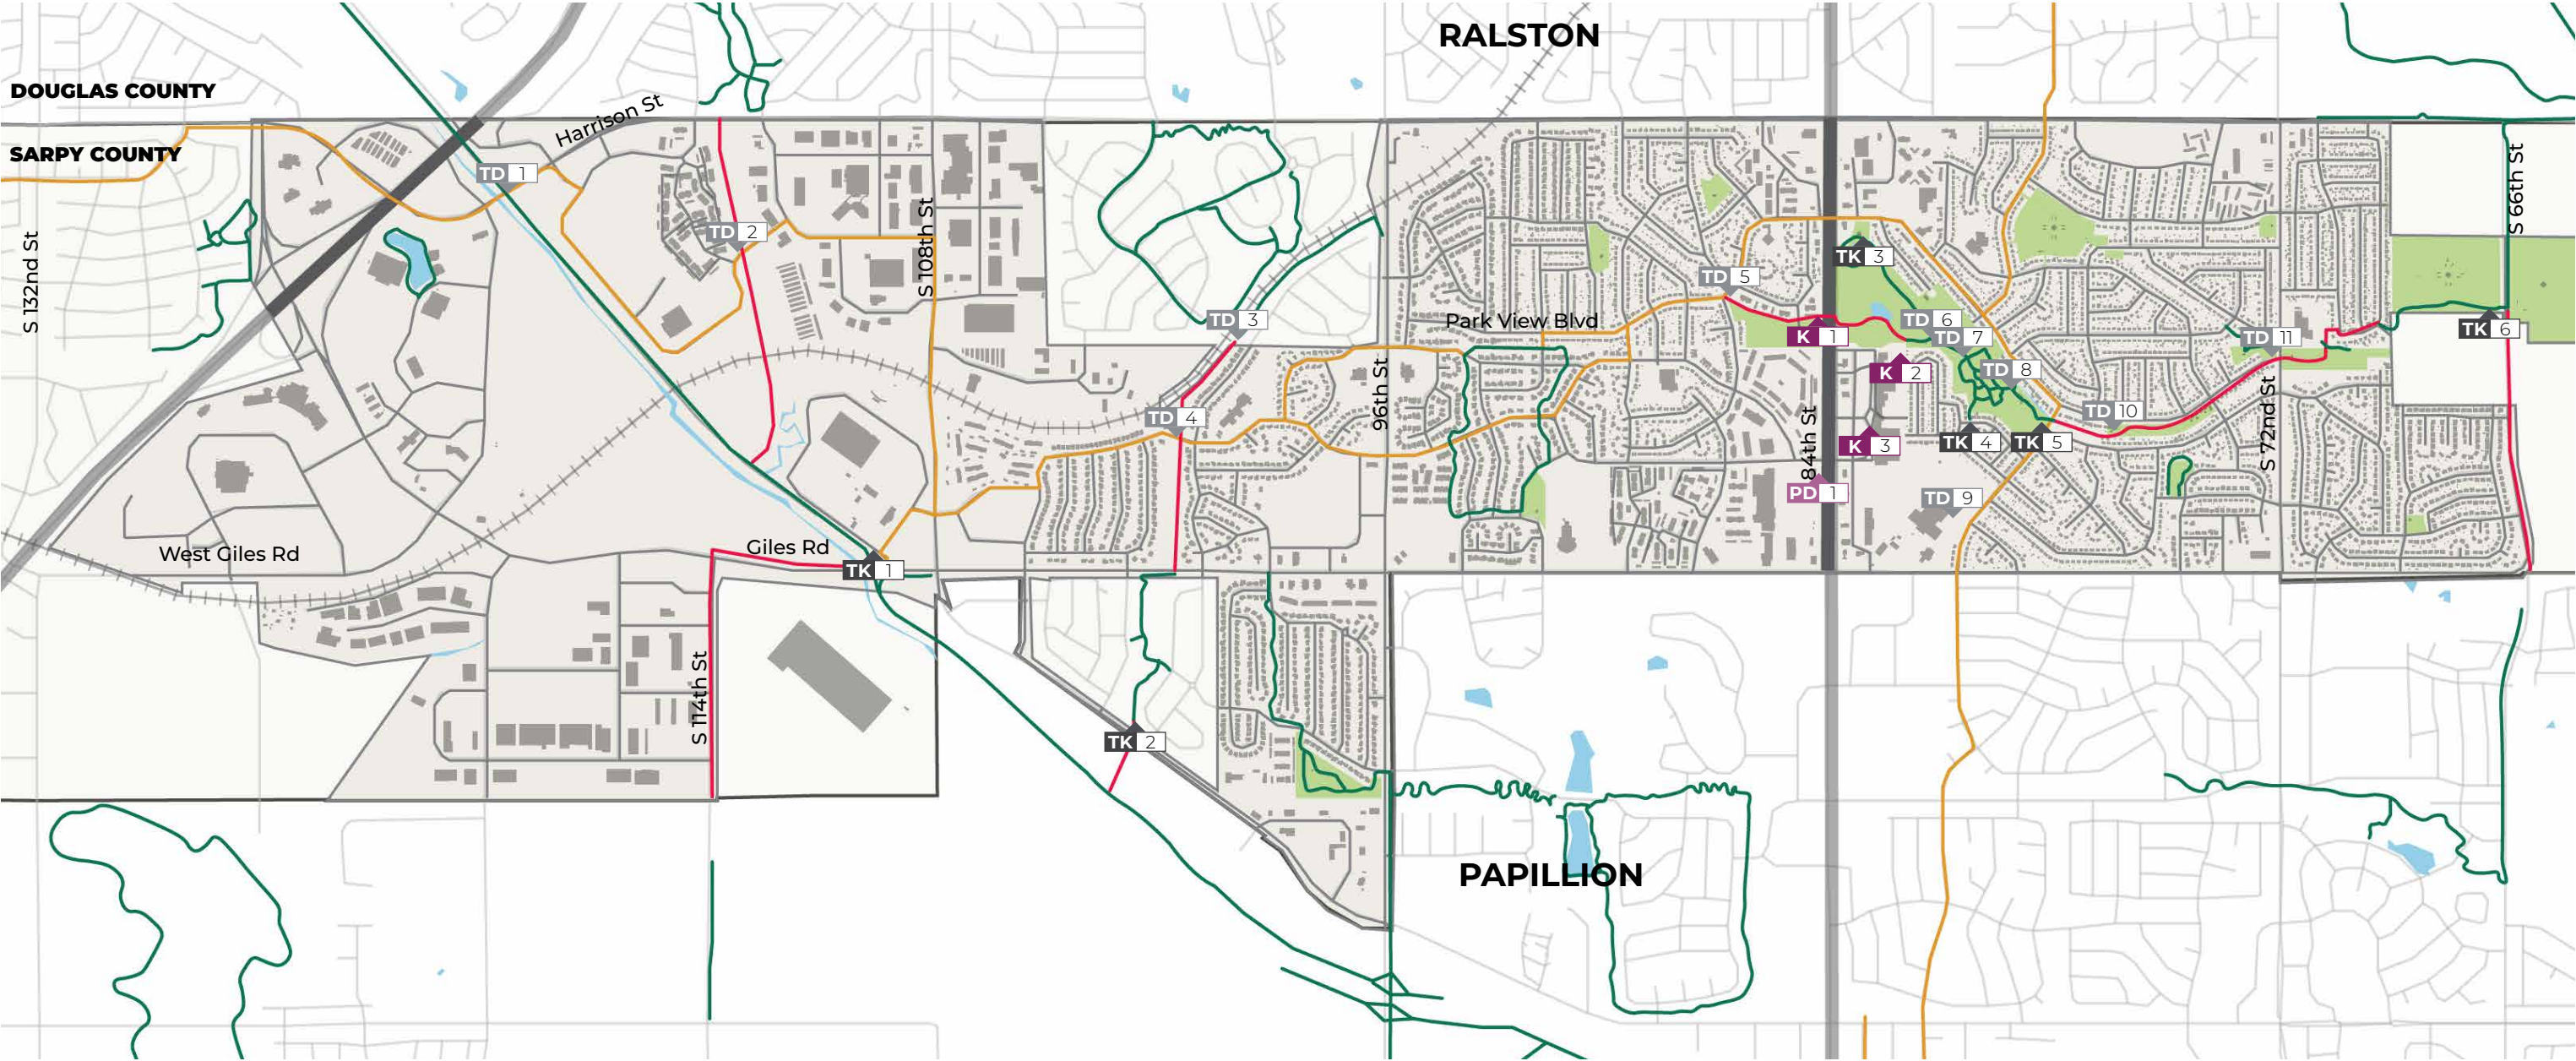 RALSTON
DOUGLAS COUNTY
Harrison St
SARPY COUNTY
TD 1
S 66th St
TD 2
S 108th St
TK 3
S 132nd St
TD 5
TD 3
Park View Blvd
TD 6
TK 6
K 1
TD 7
TD 11
96th St
K 2
TD 8
TD 4
TD 10
84th St
S 72nd St
K 3
TK 4
TK 5
PD 1
TD 9
West Giles Rd
Giles Rd
TK 1
S 114th St
TK 2
PAPILLION